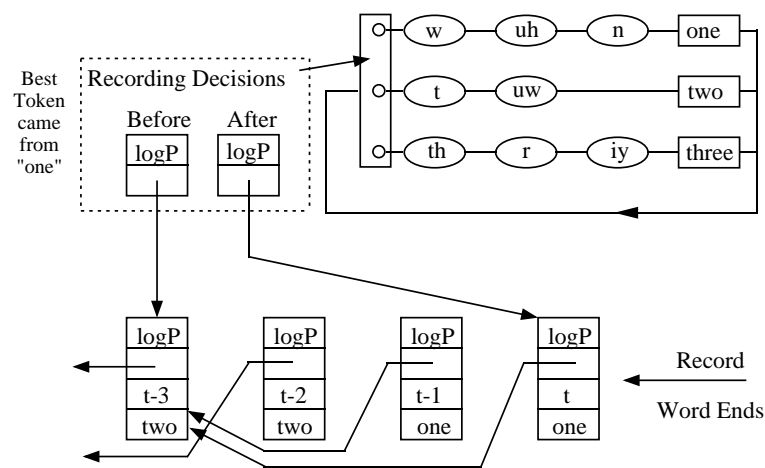 w uh n one
Best
Token
came
from
"one"
Recording Decisions
t uw two
Before After
logP logP
th r iy three
logP logP logP logP
t-3 t-2 t-1 t
two two one one
Record
Word Ends